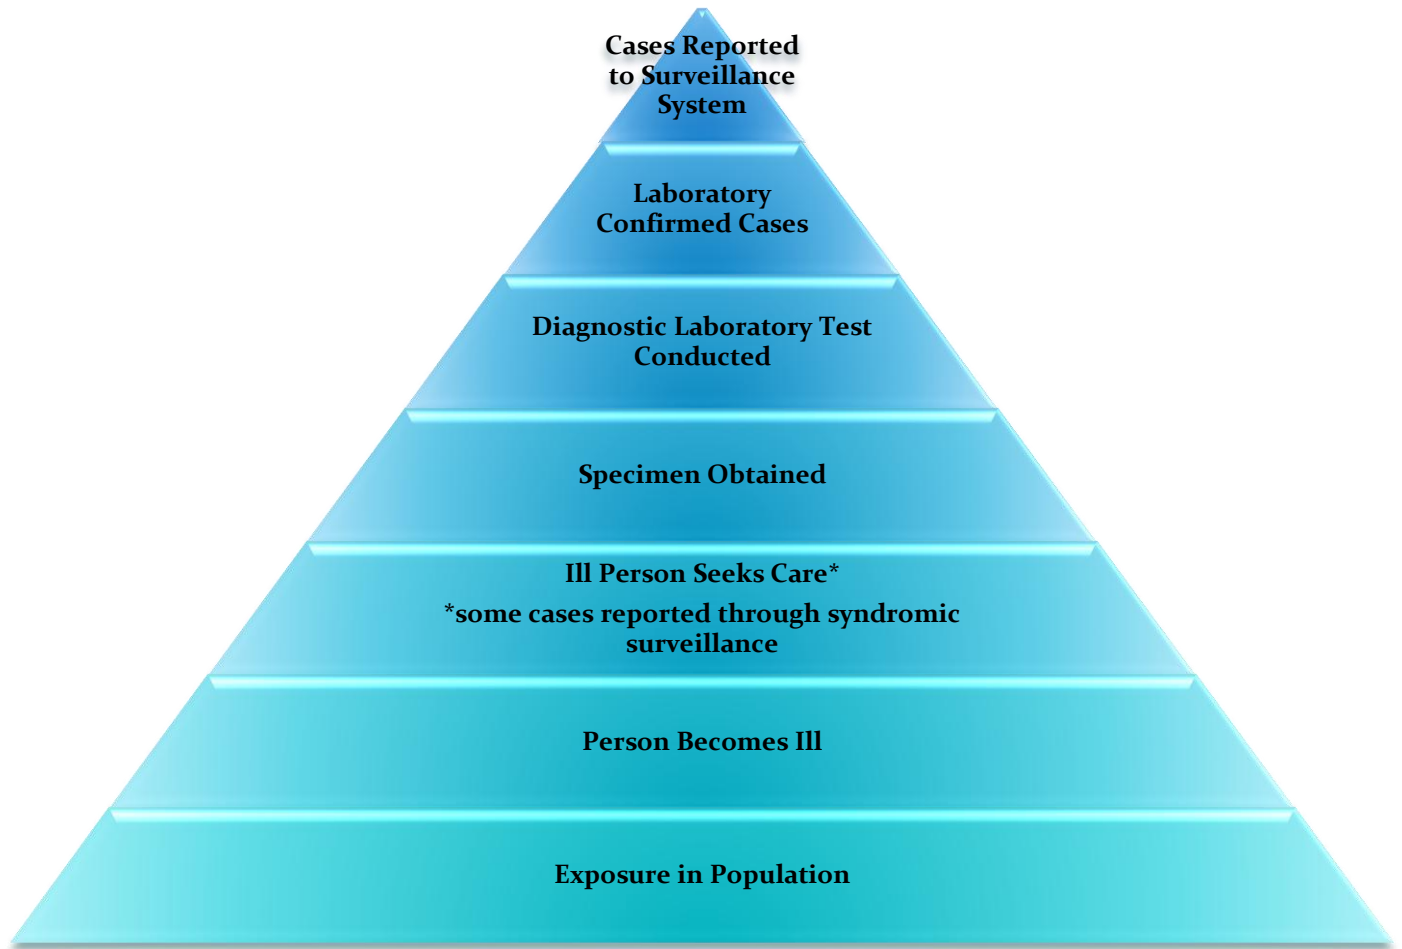 Cases Reported
to Surveillance
System
Laboratory
Confirmed Cases
Diagnostic Laboratory Test
Conducted
Specimen Obtained
Ill Person Seeks Care*
*some cases reported through syndromic
surveillance
Person Becomes Ill
Exposure in Population